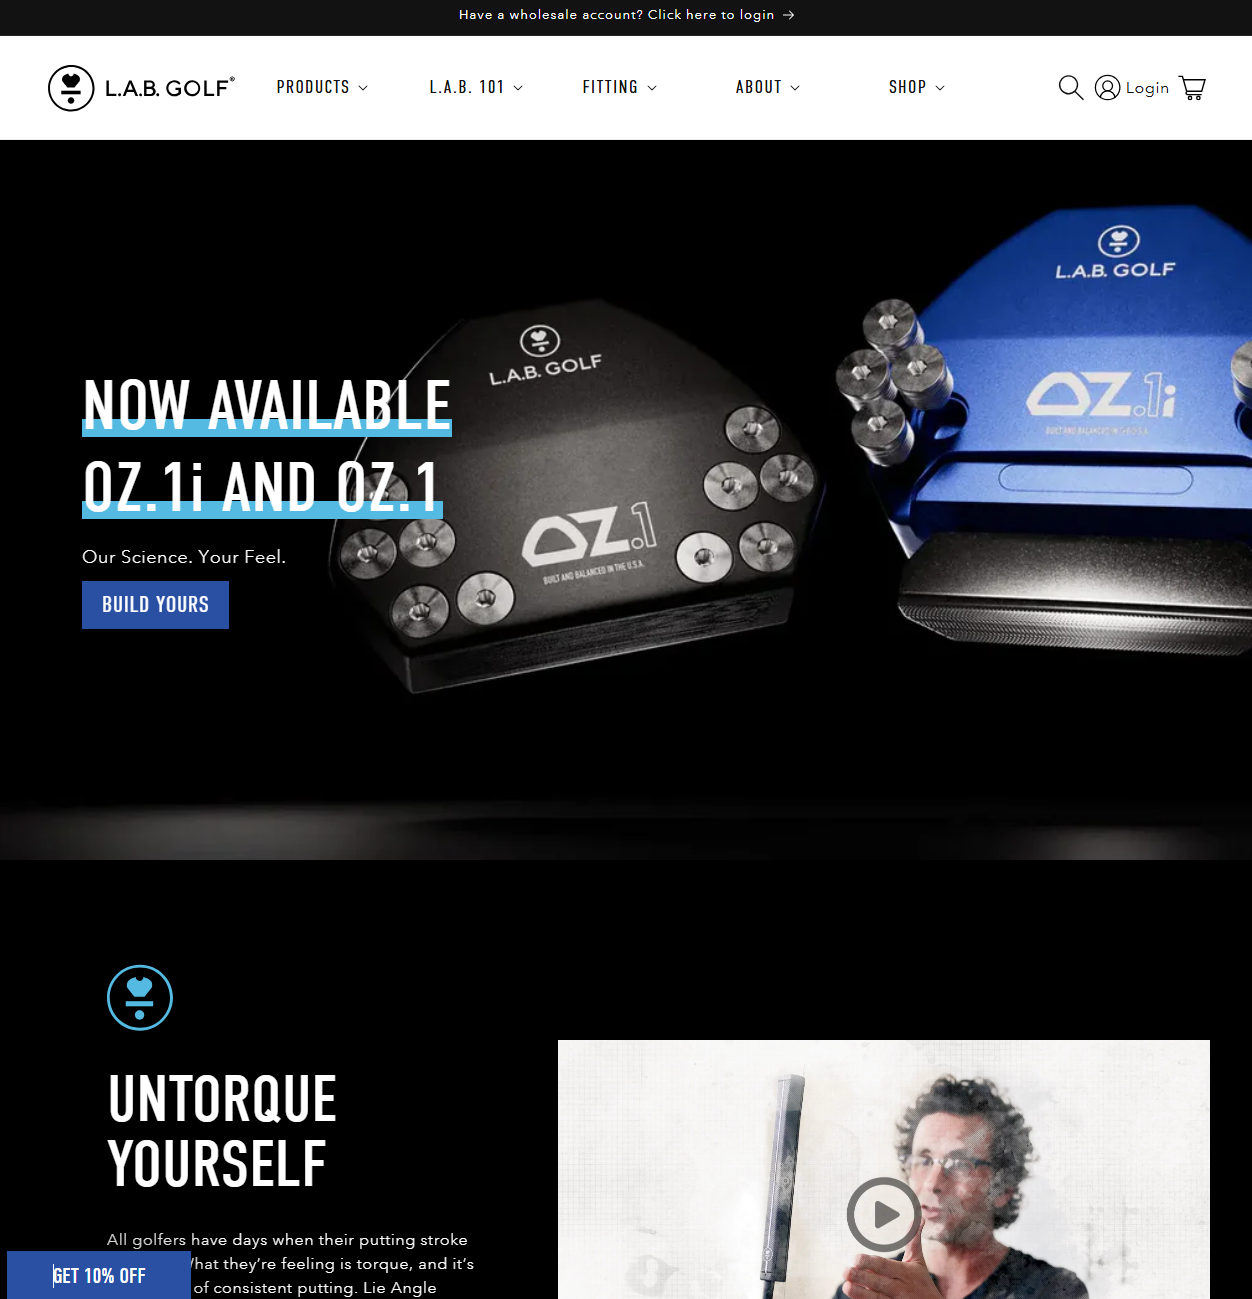 Have a wholesale account? Click here to login →
L.A.B. GOLF®
PRODUCTS
L.A.B. 101
FITTING
ABOUT
SHOP
Login
L.A.B. GOLF
OZ.1i
BUILT AND BALANCED IN THE U.S.A.
L.A.B. GOLF
OZ.1
BUILT AND BALANCED IN THE U.S.A.
NOW AVAILABLE
OZ.1i AND OZ.1
Our Science. Your Feel.
BUILD YOURS
UNTORQUE
YOURSELF
All golfers have days when their putting stroke
they're feeling is torque, and it's
of consistent putting. Lie Angle
GET 10% OFF